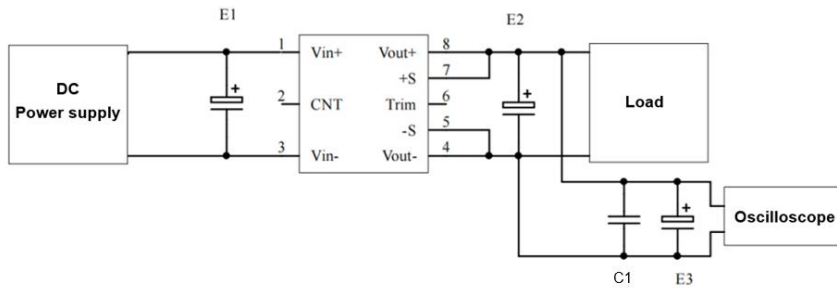 E1
E2
1
Vin+
Vout+
8
+S
7
DC
Power supply
2
CNT
Trim
6
Load
-S
5
3
Vin-
Vout-
4
+
+
+
Oscilloscope
C1
E3